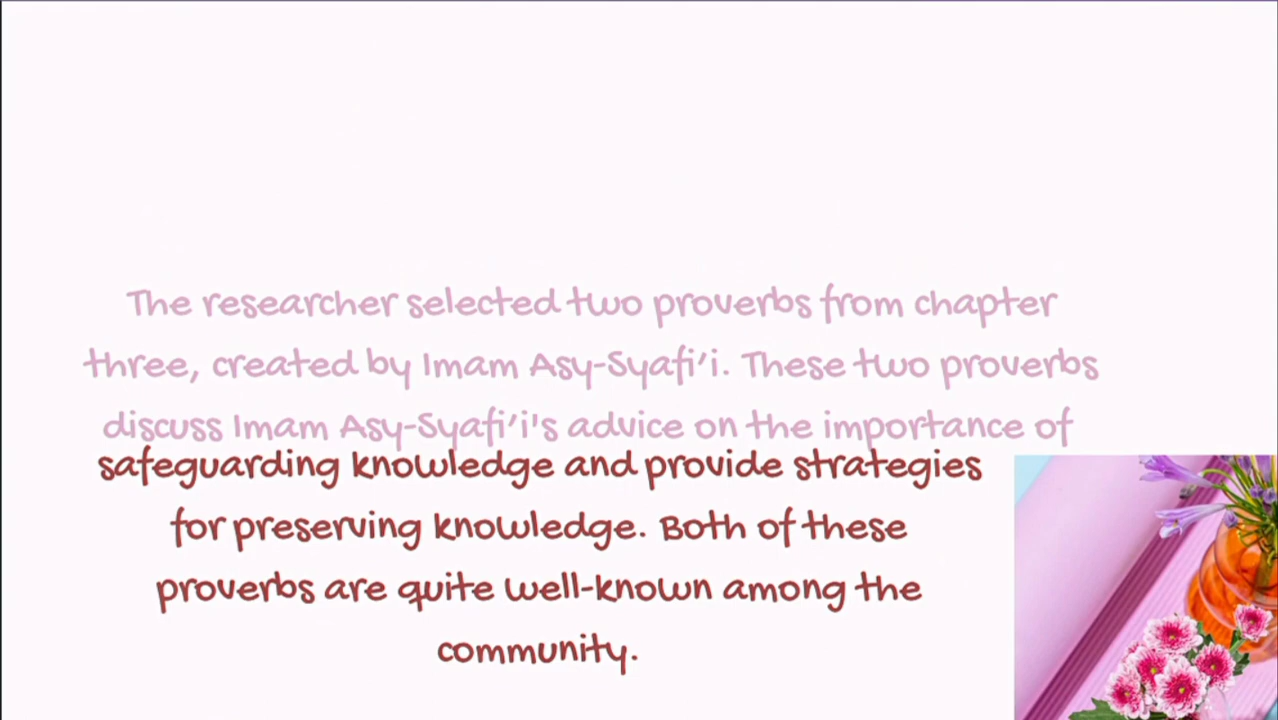 The researcher selected two proverbs from chapter
three, created by Imam Asy-Syafi’i. These two proverbs
discuss Imam Asy-Syafi’i's advice on the importance of
safeguarding knowledge and provide strategies
for preserving knowledge. Both of these
proverbs are quite well-known among the
community.